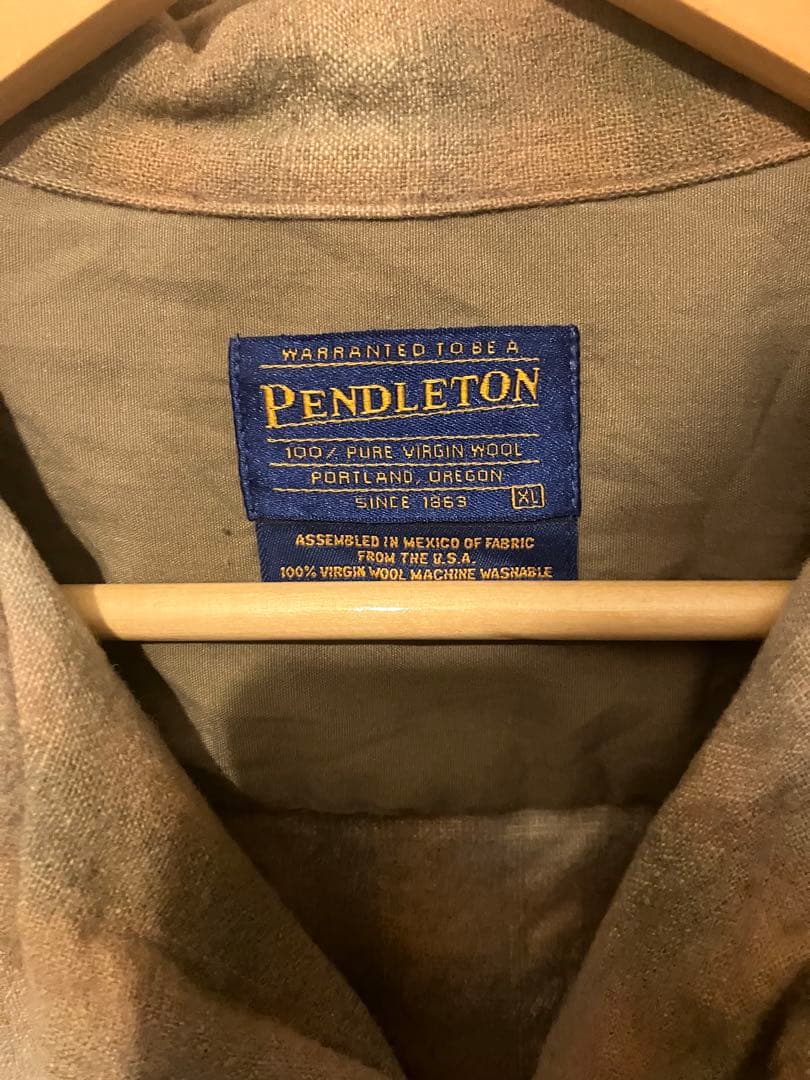 WARRANTED TO BE A
PENDLETON
100% PURE VIRGIN WOOL
PORTLAND, OREGON
SINCE 1863 XL
ASSEMBLED IN MEXICO OF FABRIC
FROM THE U.S.A.
100% VIRGIN WOOL MACHINE WASHABLE